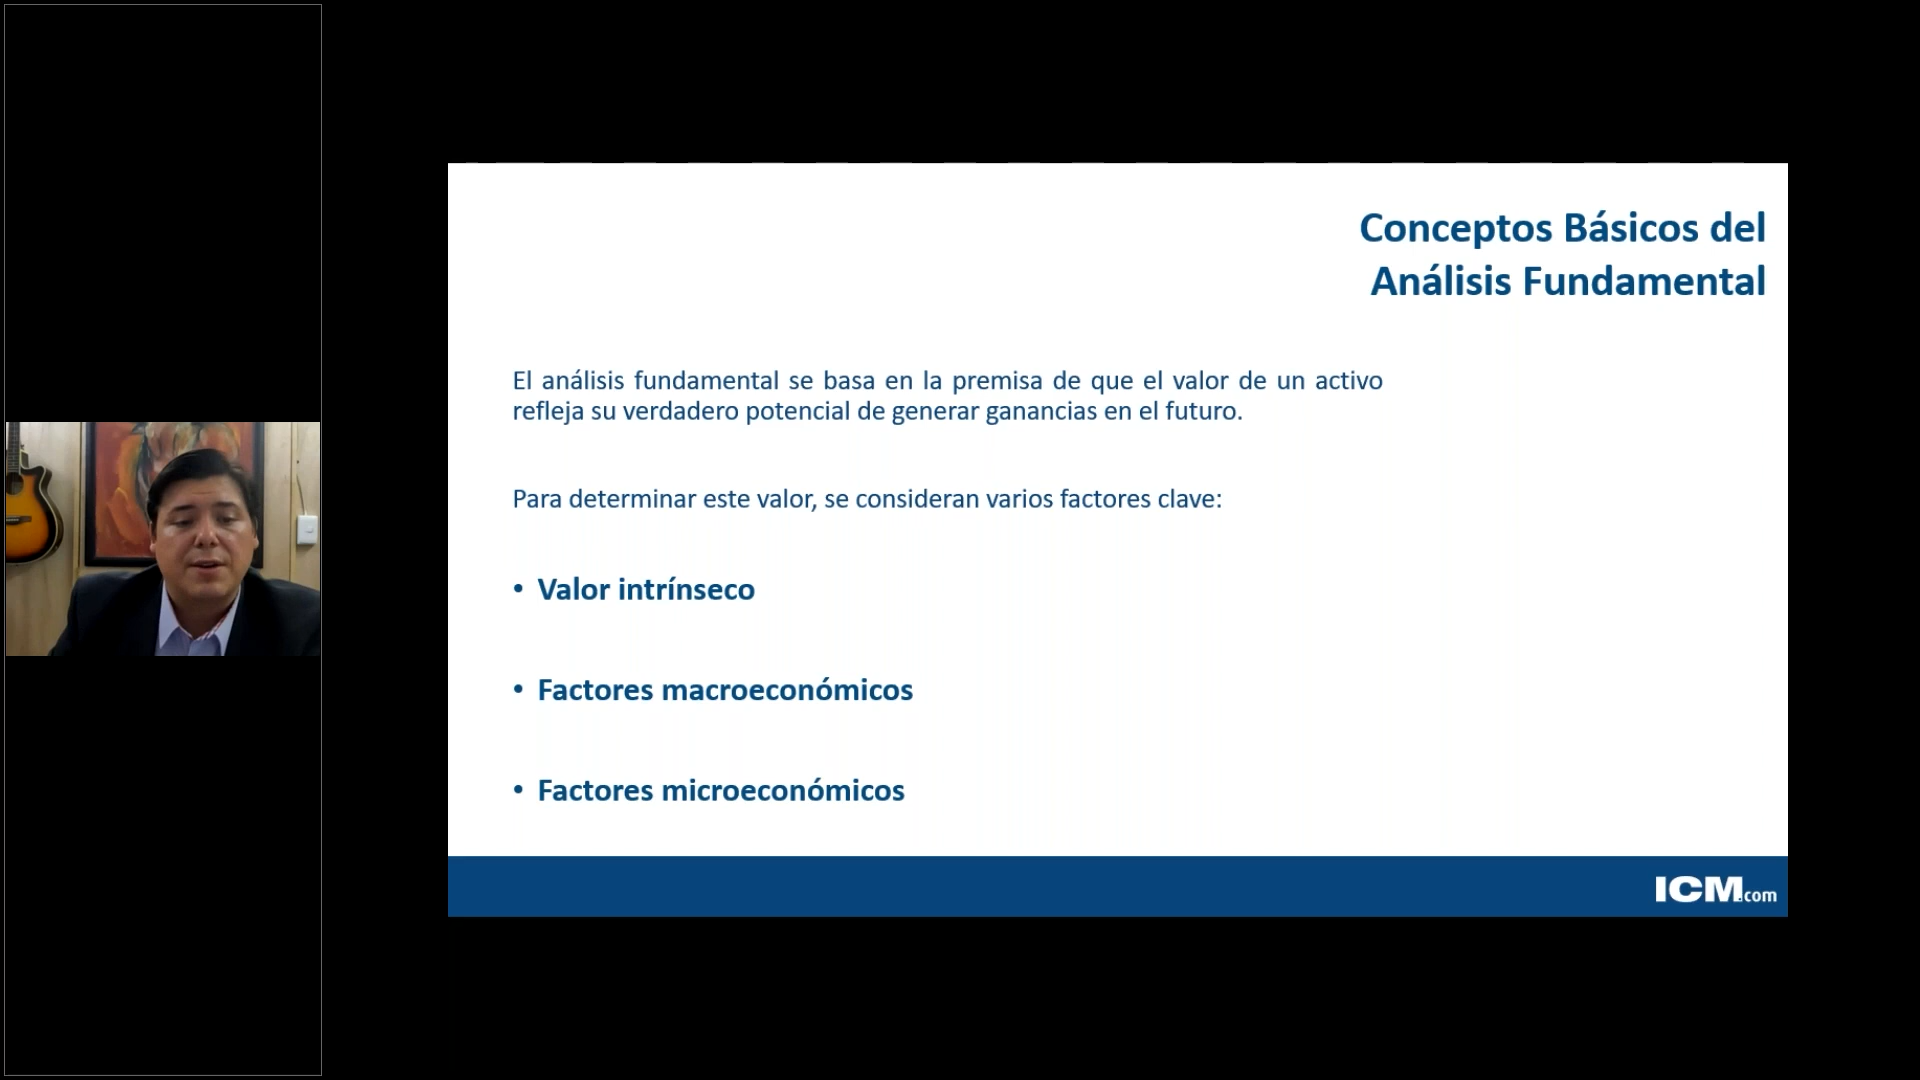 Conceptos Básicos del
Análisis Fundamental
El análisis fundamental se basa en la premisa de que el valor de un activo
refleja su verdadero potencial de generar ganancias en el futuro.
Para determinar este valor, se consideran varios factores clave:
• Valor intrínseco
• Factores macroeconómicos
• Factores microeconómicos
ICM.com